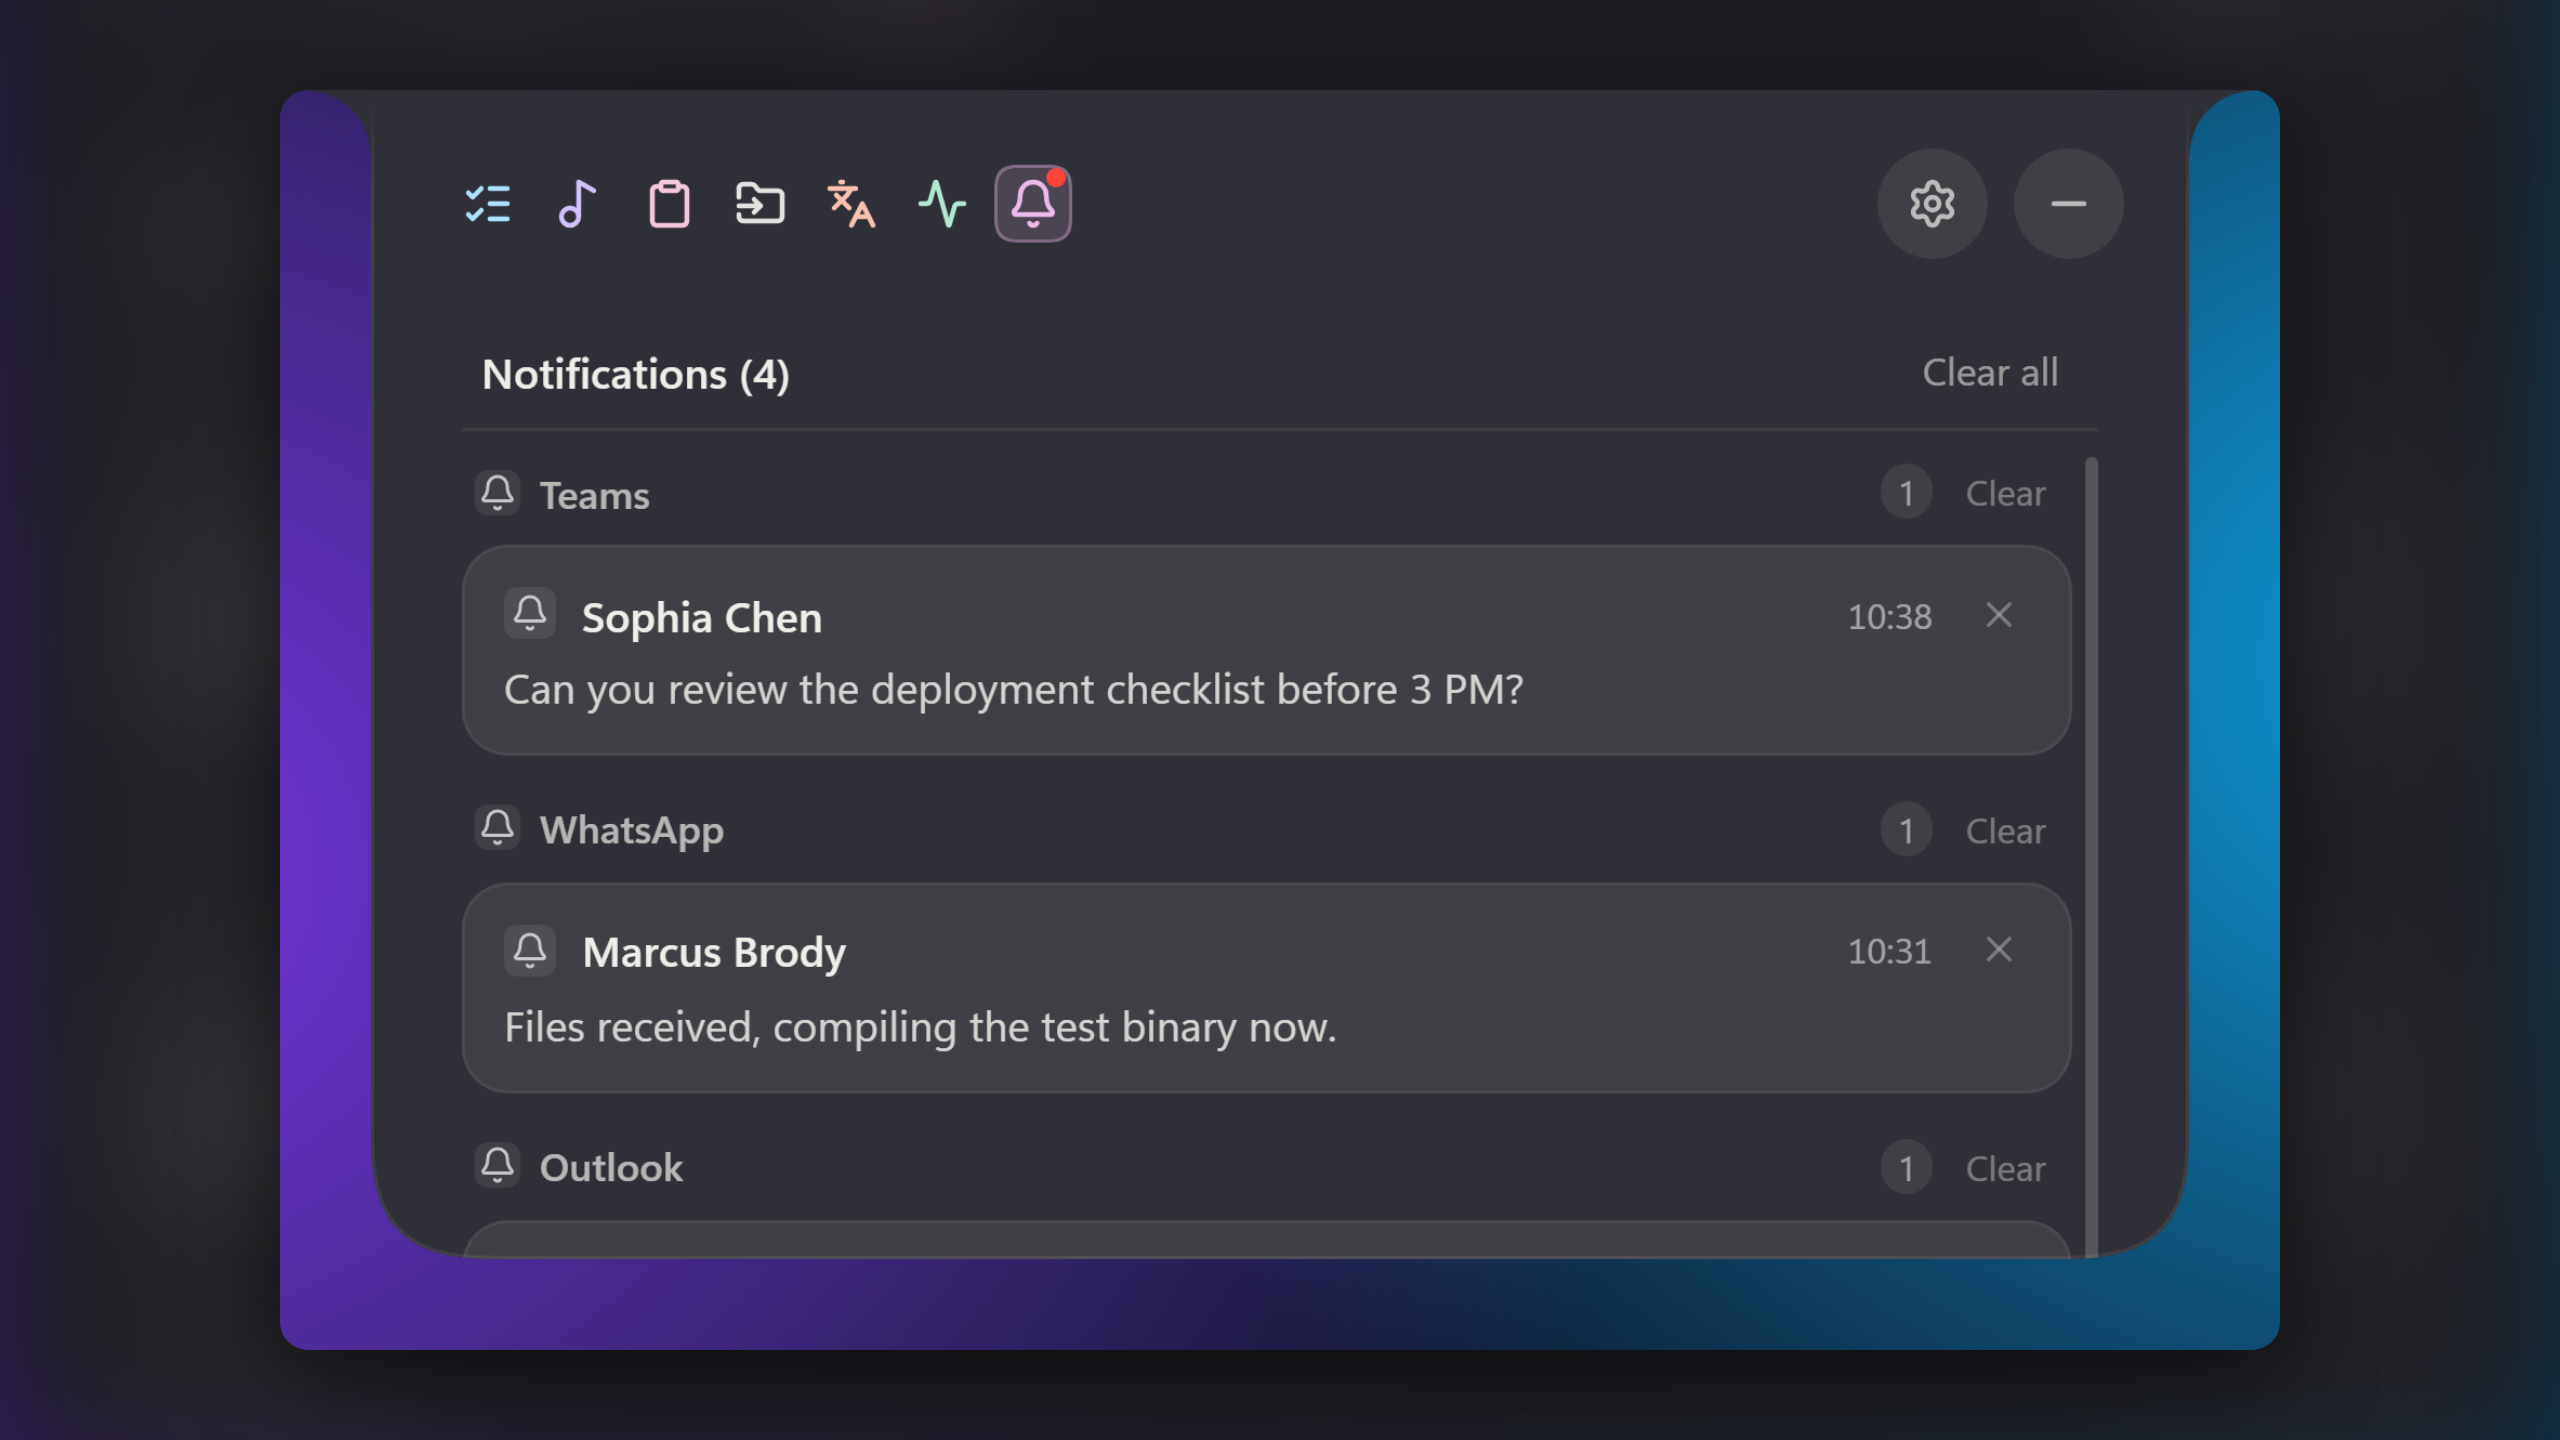 Notifications (4)
Clear all
Teams
1
Clear
Sophia Chen
10:38
Can you review the deployment checklist before 3 PM?
WhatsApp
1
Clear
Marcus Brody
10:31
Files received, compiling the test binary now.
Outlook
1
Clear